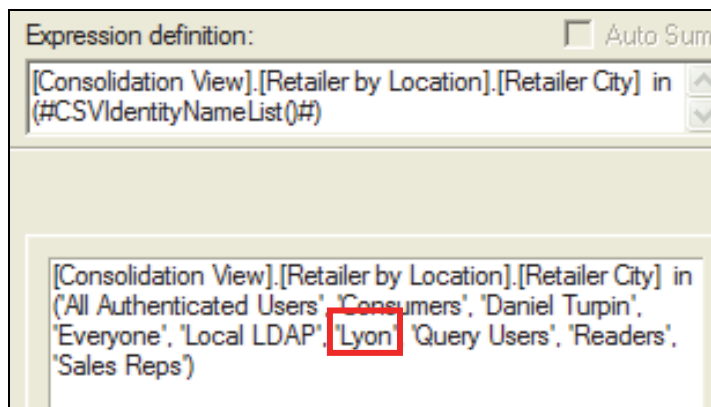 Expression definition:
Auto Sum
[Consolidation View].[Retailer by Location].[Retailer City] in
(#CSVIdentityNameList()#)
[Consolidation View].[Retailer by Location].[Retailer City] in
('All Authenticated Users', 'Consumers', 'Daniel Turpin',
'Everyone', 'Local LDAP', 'Lyon' 'Query Users', 'Readers',
'Sales Reps')